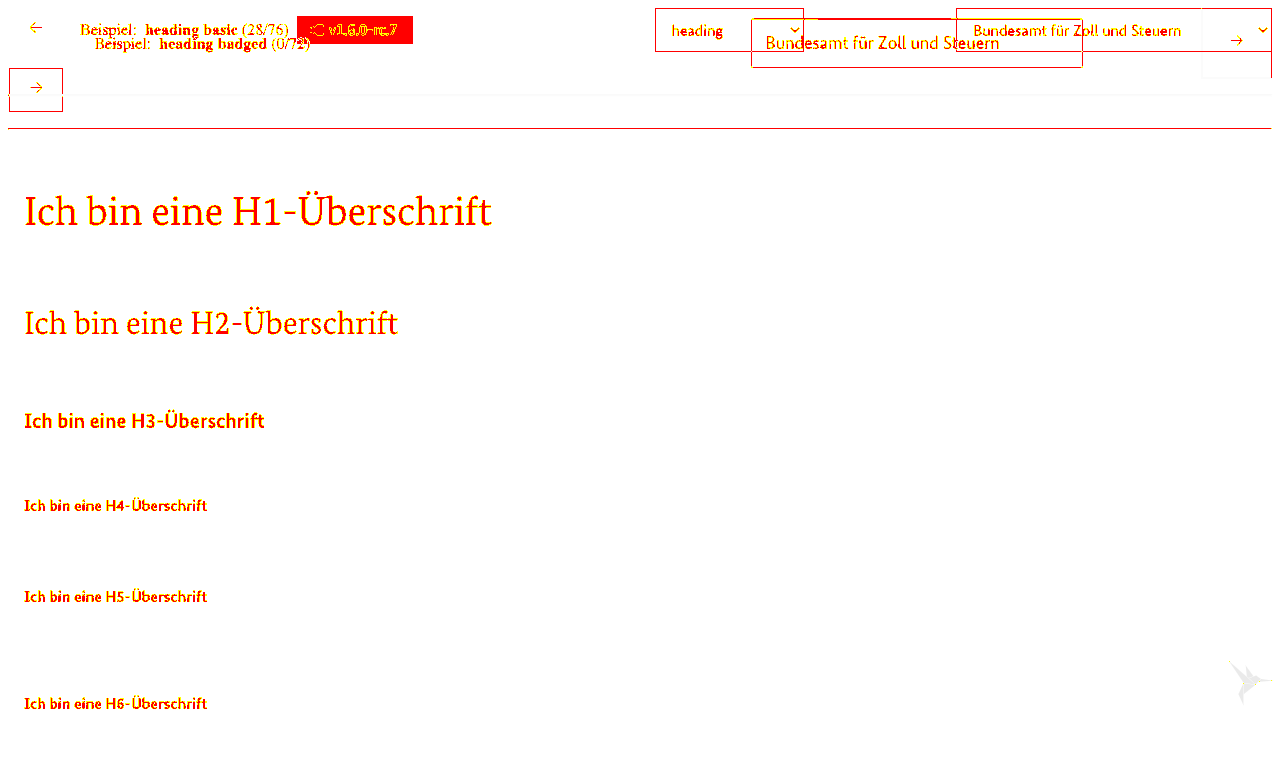 Beispiel: heading basic (28/76) v1.6.0-rc.7
Beispiel: heading badged (0/72)
heading
Bundesamt für Zoll und Steuern
Bundesamt für Zoll und Steuern
Ich bin eine H1-Überschrift
Ich bin eine H2-Überschrift
Ich bin eine H3-Überschrift
Ich bin eine H4-Überschrift
Ich bin eine H5-Überschrift
Ich bin eine H6-Überschrift